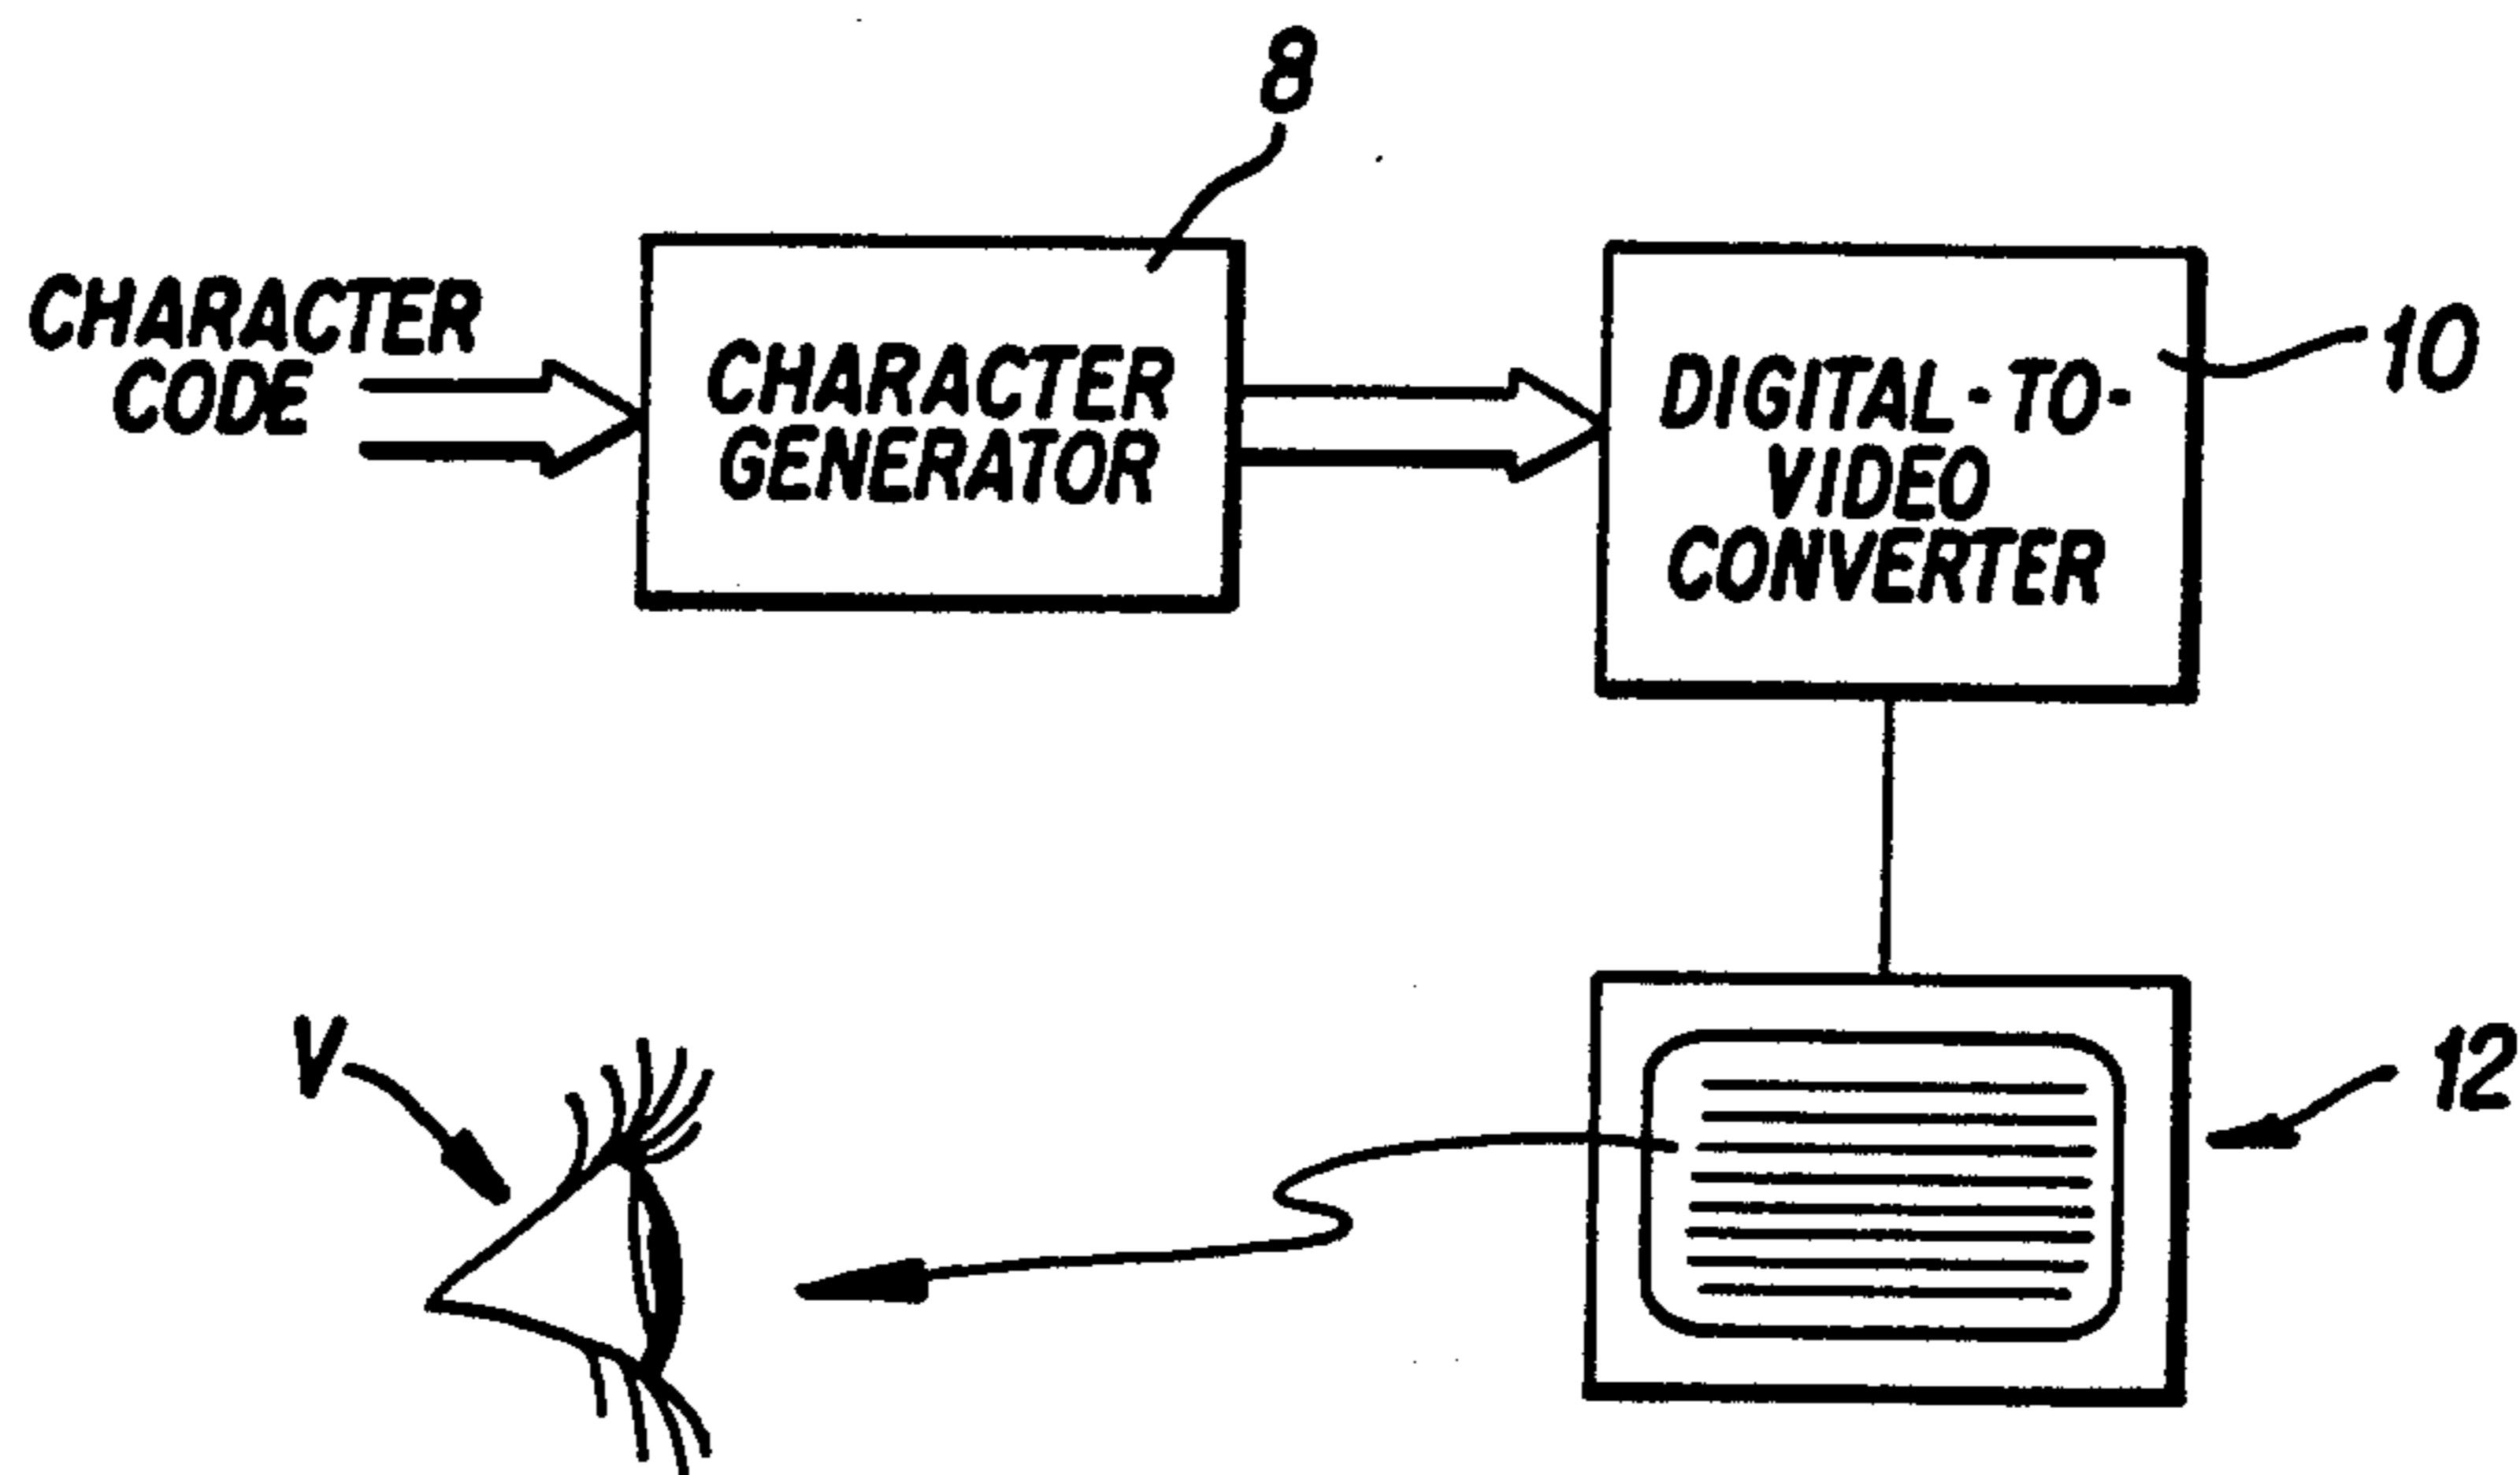 8
CHARACTER
CODE
CHARACTER
GENERATOR
DIGITAL-TO-
VIDEO
CONVERTER
10
V
12